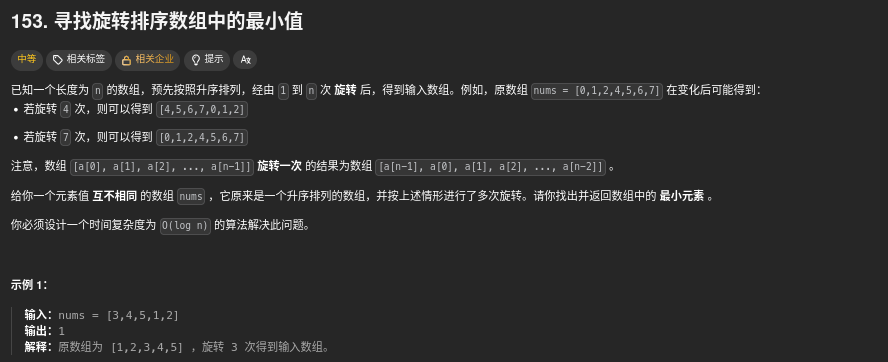 153. 寻找旋转排序数组中的最小值
中等 相关标签 相关企业 提示 Az
已知一个长度为 n 的数组，预先按照升序排列，经由 1 到 n 次 旋转 后，得到输入数组。例如，原数组 nums = [0,1,2,4,5,6,7] 在变化后可能得到：
• 若旋转 4 次，则可以得到 [4,5,6,7,0,1,2]
• 若旋转 7 次，则可以得到 [0,1,2,4,5,6,7]
注意，数组 [a[0], a[1], a[2], ..., a[n-1]] 旋转一次 的结果为数组 [a[n-1], a[0], a[1], a[2], ..., a[n-2]] 。
给你一个元素值 互不相同 的数组 nums ，它原来是一个升序排列的数组，并按上述情形进行了多次旋转。请你找出并返回数组中的 最小元素 。
你必须设计一个时间复杂度为 O(log n) 的算法解决此问题。
示例 1：
输入：nums = [3,4,5,1,2]
输出：1
解释：原数组为 [1,2,3,4,5] ，旋转 3 次得到输入数组。